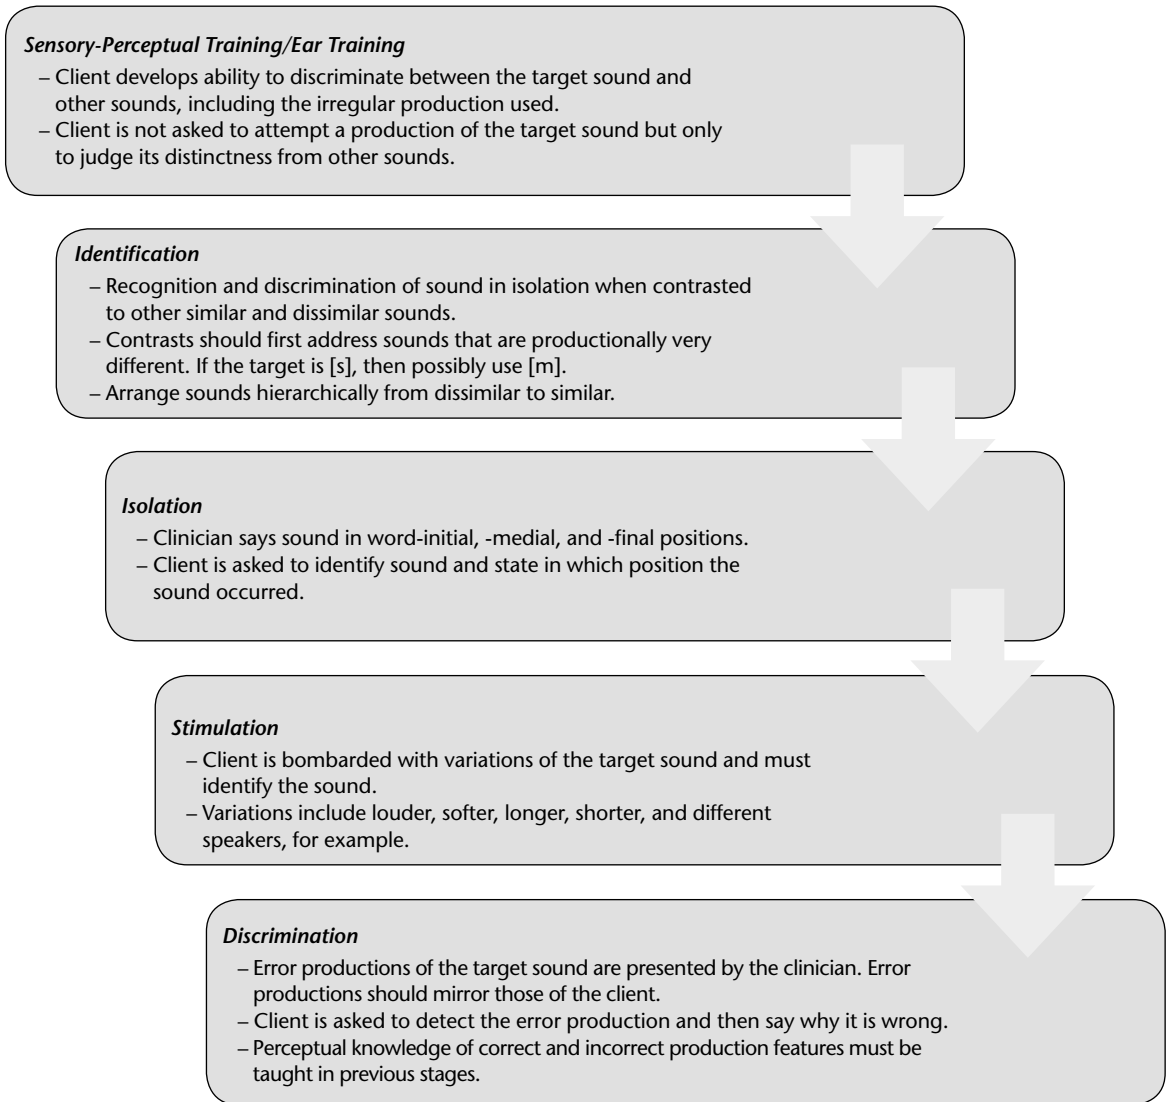 Sensory-Perceptual Training/Ear Training
– Client develops ability to discriminate between the target sound and
other sounds, including the irregular production used.
– Client is not asked to attempt a production of the target sound but only
to judge its distinctness from other sounds.
Identification
– Recognition and discrimination of sound in isolation when contrasted
to other similar and dissimilar sounds.
– Contrasts should first address sounds that are productionally very
different. If the target is [s], then possibly use [m].
– Arrange sounds hierarchically from dissimilar to similar.
Isolation
– Clinician says sound in word-initial, -medial, and -final positions.
– Client is asked to identify sound and state in which position the
sound occurred.
Stimulation
– Client is bombarded with variations of the target sound and must
identify the sound.
– Variations include louder, softer, longer, shorter, and different
speakers, for example.
Discrimination
– Error productions of the target sound are presented by the clinician. Error
productions should mirror those of the client.
– Client is asked to detect the error production and then say why it is wrong.
– Perceptual knowledge of correct and incorrect production features must be
taught in previous stages.